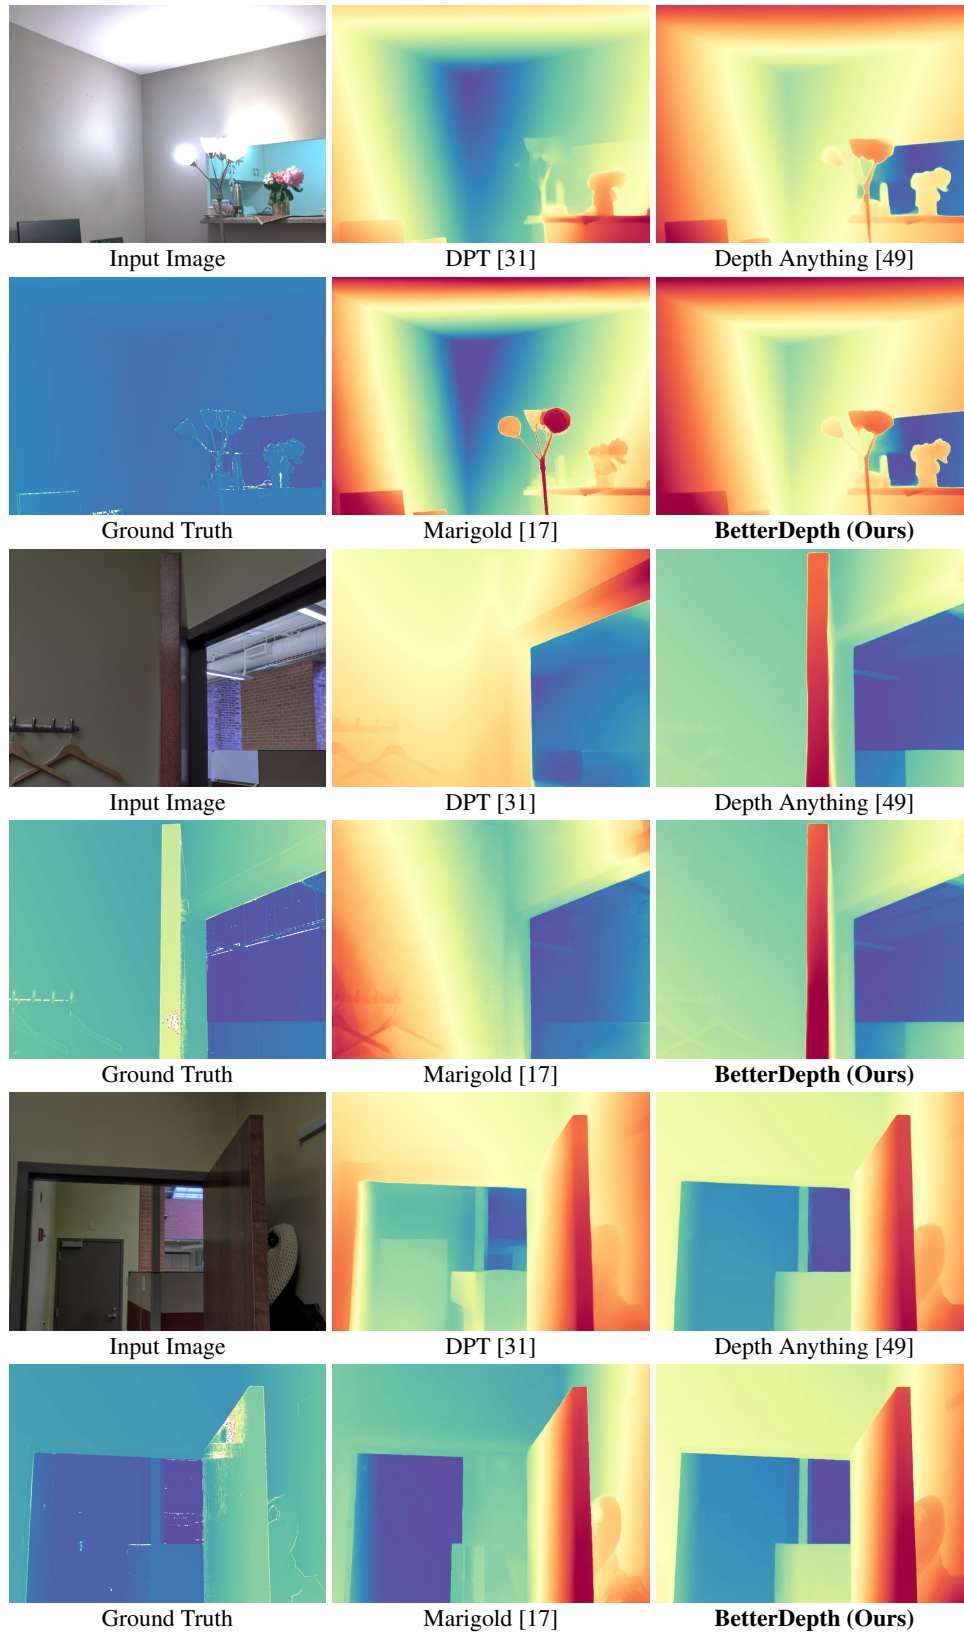 Input Image
DPT [31]
Depth Anything [49]
Ground Truth
Marigold [17]
BetterDepth (Ours)
Input Image
DPT [31]
Depth Anything [49]
Ground Truth
Marigold [17]
BetterDepth (Ours)
Input Image
DPT [31]
Depth Anything [49]
Ground Truth
Marigold [17]
BetterDepth (Ours)